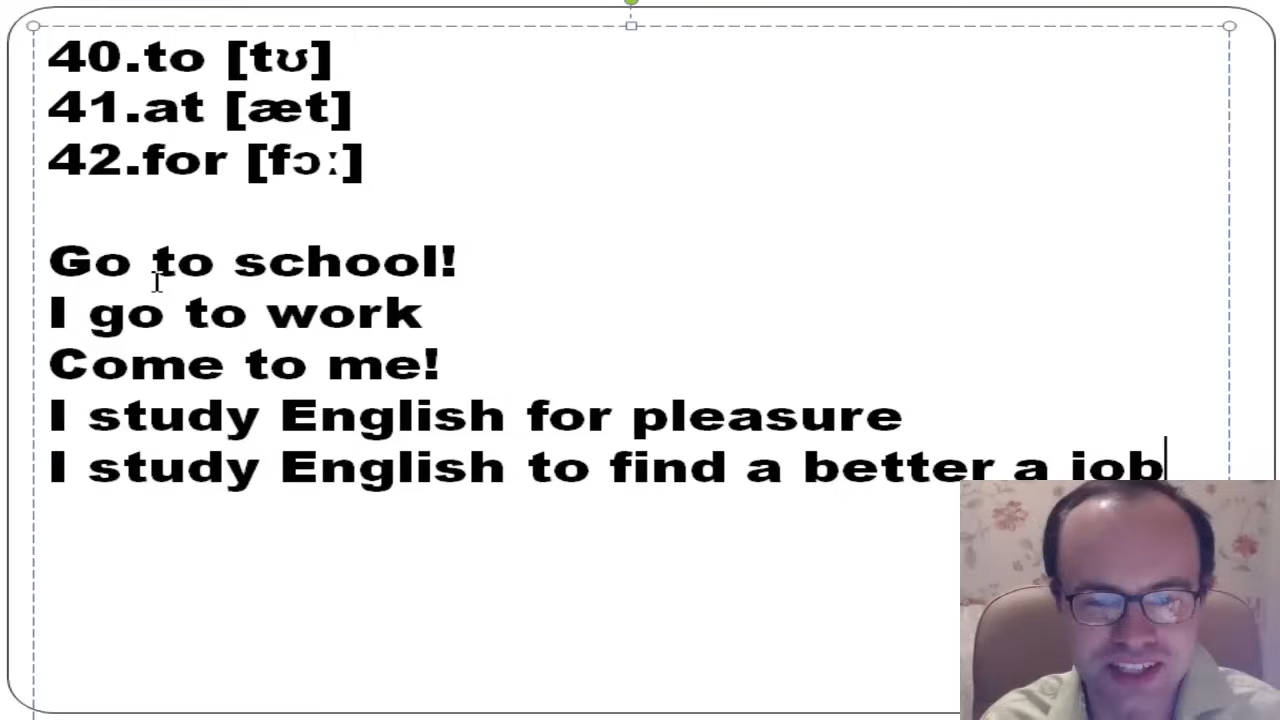 40.to [tʊ]
41.at [æt]
42.for [fɔː]
Go to school!
I go to work
Come to me!
I study English for pleasure
I study English to find a better a job